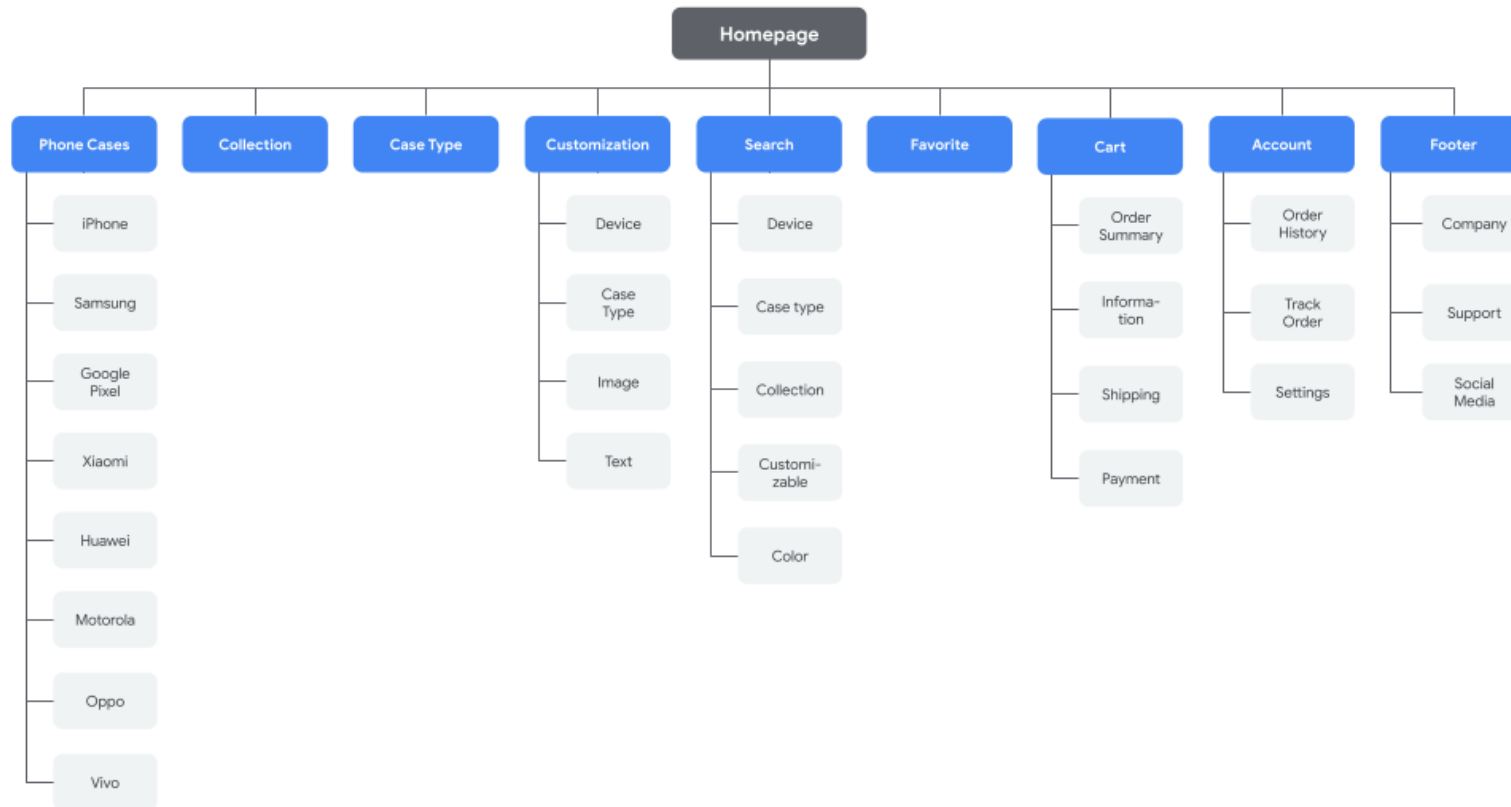 Homepage
Phone Cases
Collection
Case Type
Customization
Search
Favorite
Cart
Account
Footer
iPhone
Samsung
Google
Pixel
Xiaomi
Huawei
Motorola
Oppo
Vivo
Device
Case
Type
Image
Text
Device
Case type
Collection
Customi-
zable
Color
Order
Summary
Informa-
tion
Shipping
Payment
Order
History
Track
Order
Settings
Company
Support
Social
Media